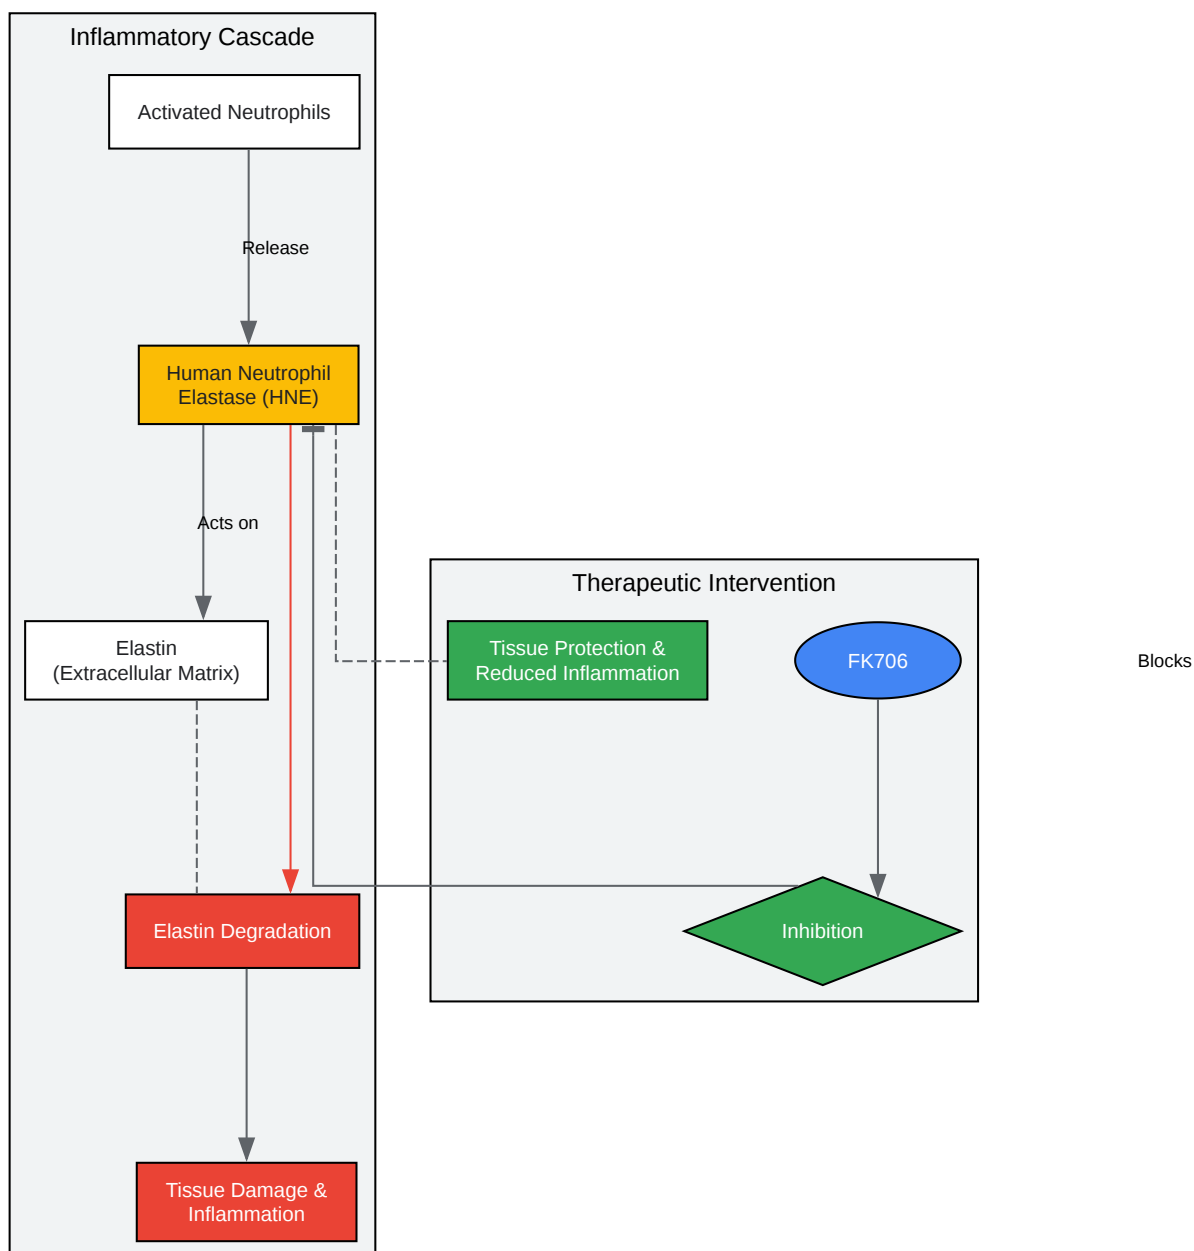 Inflammatory Cascade
Activated Neutrophils
Release
Human Neutrophil
Elastase (HNE)
Acts on
Elastin
(Extracellular Matrix)
Elastin Degradation
Tissue Damage &
Inflammation
Therapeutic Intervention
Tissue Protection &
Reduced Inflammation
FK706
Inhibition
Blocks